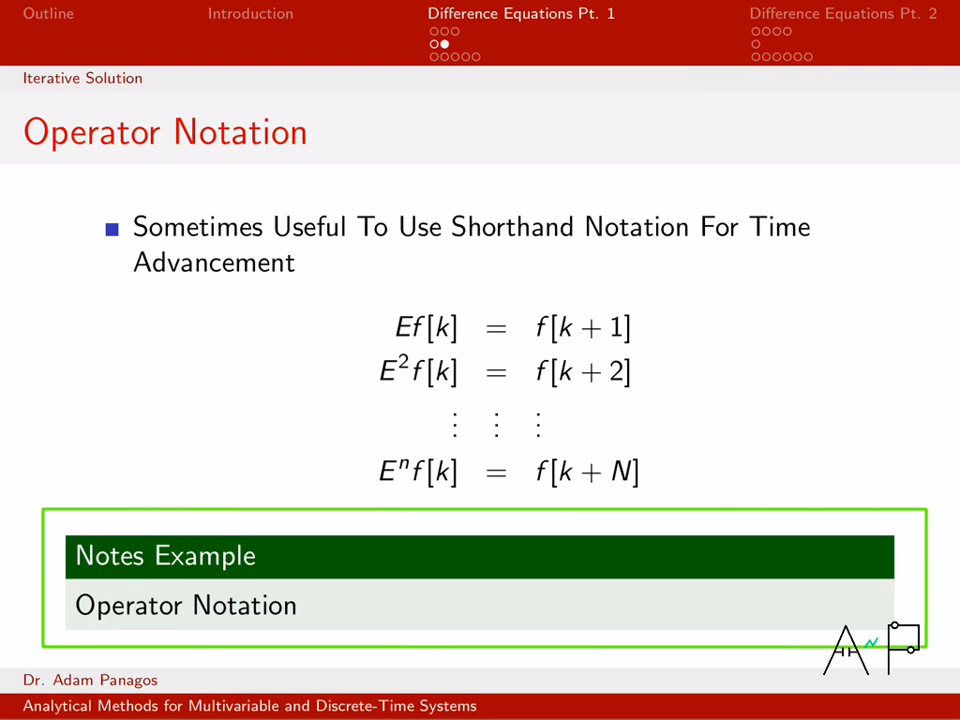 Outline Introduction Difference Equations Pt. 1 Difference Equations Pt. 2
Iterative Solution
Operator Notation
Sometimes Useful To Use Shorthand Notation For Time
Advancement
Ef[k] = f[k + 1]
E²f[k] = f[k + 2]
⋮ ⋮ ⋮
Eⁿf[k] = f[k + N]
Notes Example
Operator Notation
AP
Dr. Adam Panagos
Analytical Methods for Multivariable and Discrete-Time Systems